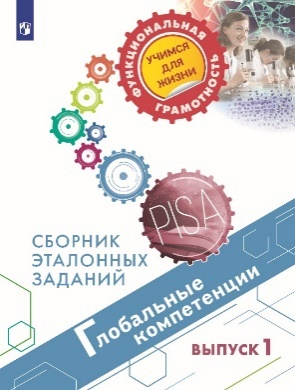 ФУНКЦИОНАЛЬНАЯ
УЧИМСЯ
ДЛЯ
ЖИЗНИ
ГРАМОТНОСТЬ
PISA
СБОРНИК
ЭТАЛОННЫХ
ЗАДАНИЙ
Глобальные
компетенции
ВЫПУСК 1